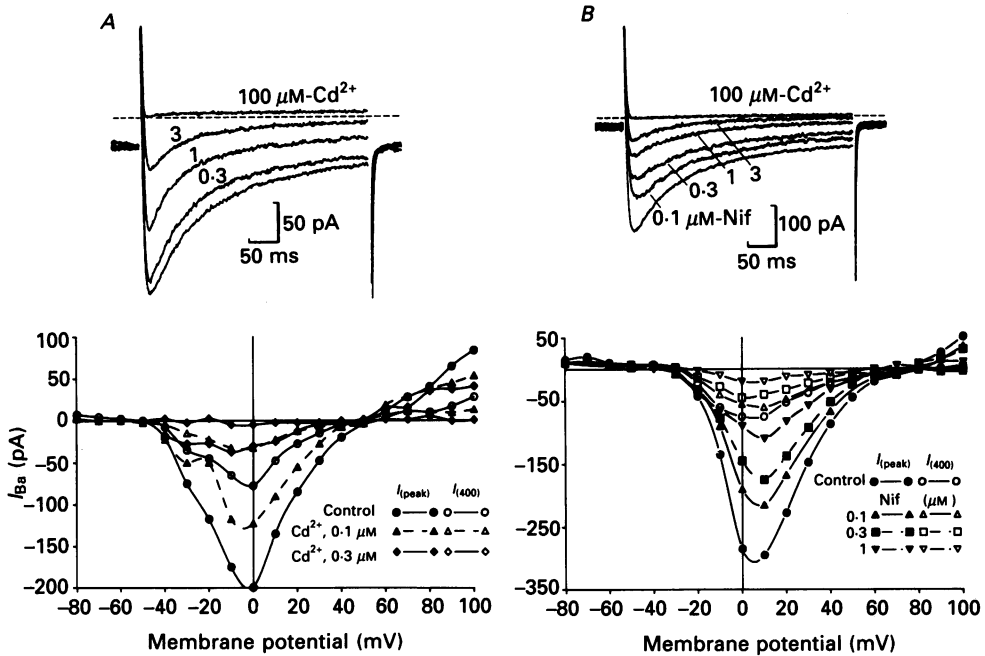 A
100 μM-Cd²⁺
3
1
0·3
50 pA
50 ms
B
100 μM-Cd²⁺
1 3
0·3
0·1 μM-Nif
100 pA
50 ms
100
50
0
−50
−100
−150
−200
I_Ba (pA)
I(peak) I(400)
Control
Cd²⁺, 0·1 μM
Cd²⁺, 0·3 μM
−80 −60 −40 −20 0 20 40 60 80 100
Membrane potential (mV)
50
−50
−150
−250
−350
I(peak) I(400)
Control
Nif (μM)
0·1
0·3
1
−80 −60 −40 −20 0 20 40 60 80 100
Membrane potential (mV)